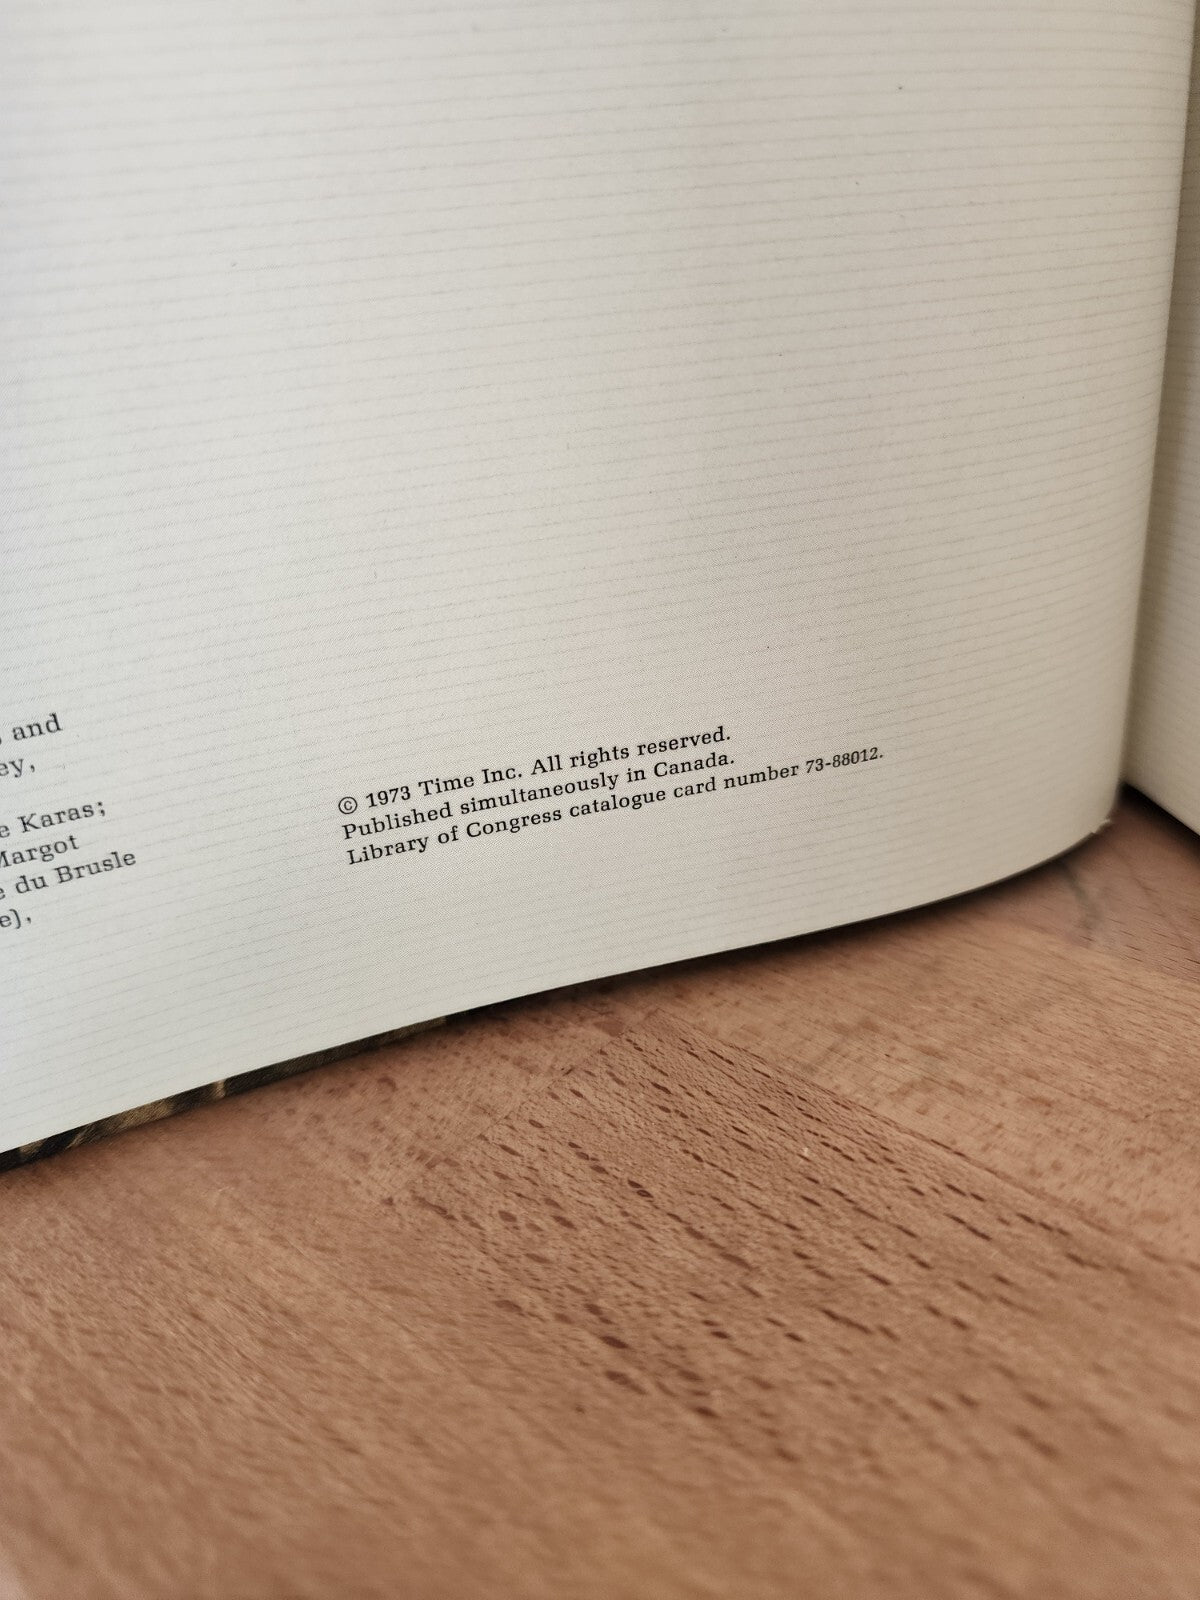 and
ey,
e Karas;
Margot
e du Brusle
e),
© 1973 Time Inc. All rights reserved.
Published simultaneously in Canada.
Library of Congress catalogue card number 73-88012.